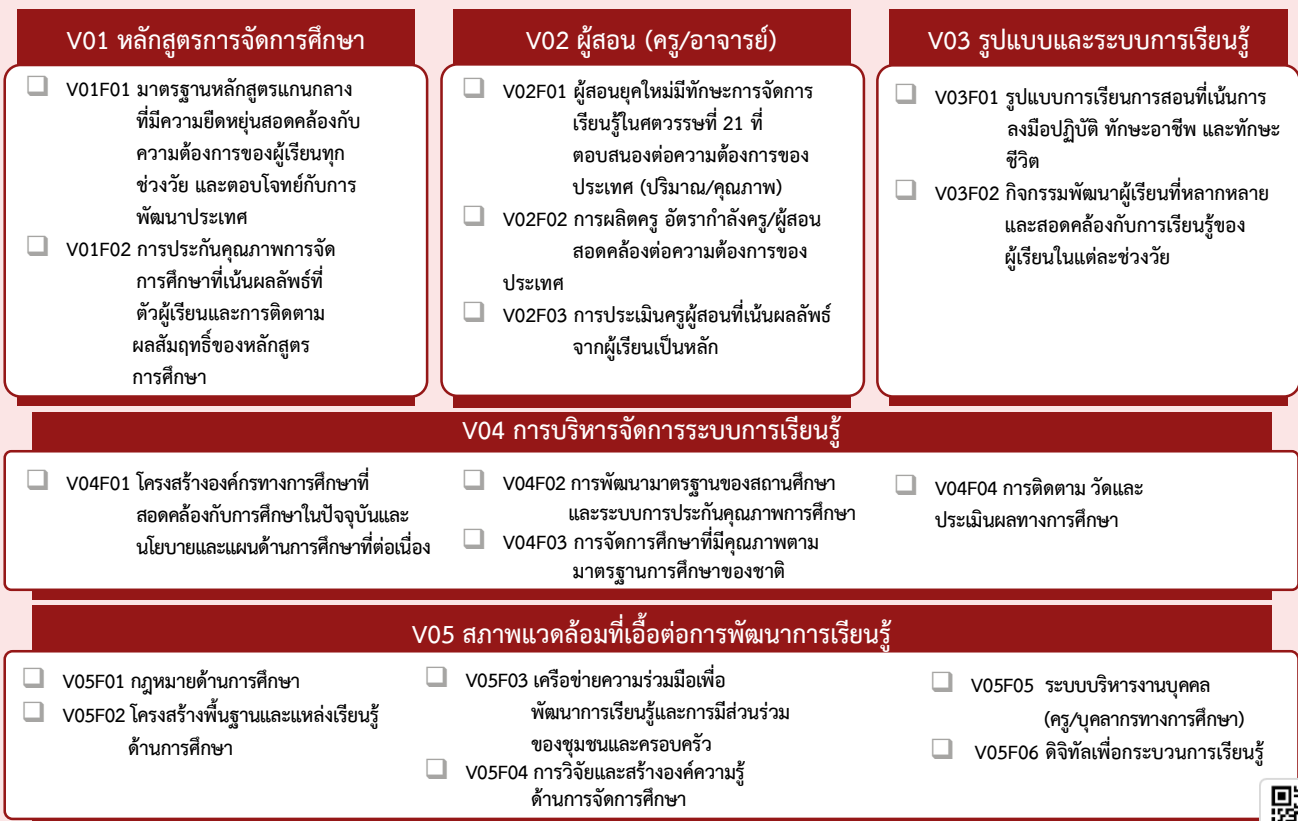 V01 หลักสูตรการจัดการศึกษา
V01F01 มาตรฐานหลักสูตรแกนกลาง
ที่มีความยืดหยุ่นสอดคล้องกับ
ความต้องการของผู้เรียนทุก
ช่วงวัย และตอบโจทย์กับการ
พัฒนาประเทศ
V01F02 การประกันคุณภาพการจัด
การศึกษาที่เน้นผลลัพธ์ที่
ตัวผู้เรียนและการติดตาม
ผลสัมฤทธิ์ของหลักสูตร
การศึกษา
V02 ผู้สอน (ครู/อาจารย์)
V02F01 ผู้สอนยุคใหม่มีทักษะการจัดการ
เรียนรู้ในศตวรรษที่ 21 ที่
ตอบสนองต่อความต้องการของ
ประเทศ (ปริมาณ/คุณภาพ)
V02F02 การผลิตครู อัตรากำลังครู/ผู้สอน
สอดคล้องต่อความต้องการของ
ประเทศ
V02F03 การประเมินครูผู้สอนที่เน้นผลลัพธ์
จากผู้เรียนเป็นหลัก
V03 รูปแบบและระบบการเรียนรู้
V03F01 รูปแบบการเรียนการสอนที่เน้นการ
ลงมือปฏิบัติ ทักษะอาชีพ และทักษะ
ชีวิต
V03F02 กิจกรรมพัฒนาผู้เรียนที่หลากหลาย
และสอดคล้องกับการเรียนรู้ของ
ผู้เรียนในแต่ละช่วงวัย
V04 การบริหารจัดการระบบการเรียนรู้
V04F01 โครงสร้างองค์กรทางการศึกษาที่
สอดคล้องกับการศึกษาในปัจจุบันและ
นโยบายและแผนด้านการศึกษาที่ต่อเนื่อง
V04F02 การพัฒนามาตรฐานของสถานศึกษา
และระบบการประกันคุณภาพการศึกษา
V04F03 การจัดการศึกษาที่มีคุณภาพตาม
มาตรฐานการศึกษาของชาติ
V04F04 การติดตาม วัดและ
ประเมินผลทางการศึกษา
V05 สภาพแวดล้อมที่เอื้อต่อการพัฒนาการเรียนรู้
V05F01 กฎหมายด้านการศึกษา
V05F02 โครงสร้างพื้นฐานและแหล่งเรียนรู้
ด้านการศึกษา
V05F03 เครือข่ายความร่วมมือเพื่อ
พัฒนาการเรียนรู้และการมีส่วนร่วม
ของชุมชนและครอบครัว
V05F04 การวิจัยและสร้างองค์ความรู้
ด้านการจัดการศึกษา
V05F05 ระบบบริหารงานบุคคล
(ครู/บุคลากรทางการศึกษา)
V05F06 ดิจิทัลเพื่อกระบวนการเรียนรู้